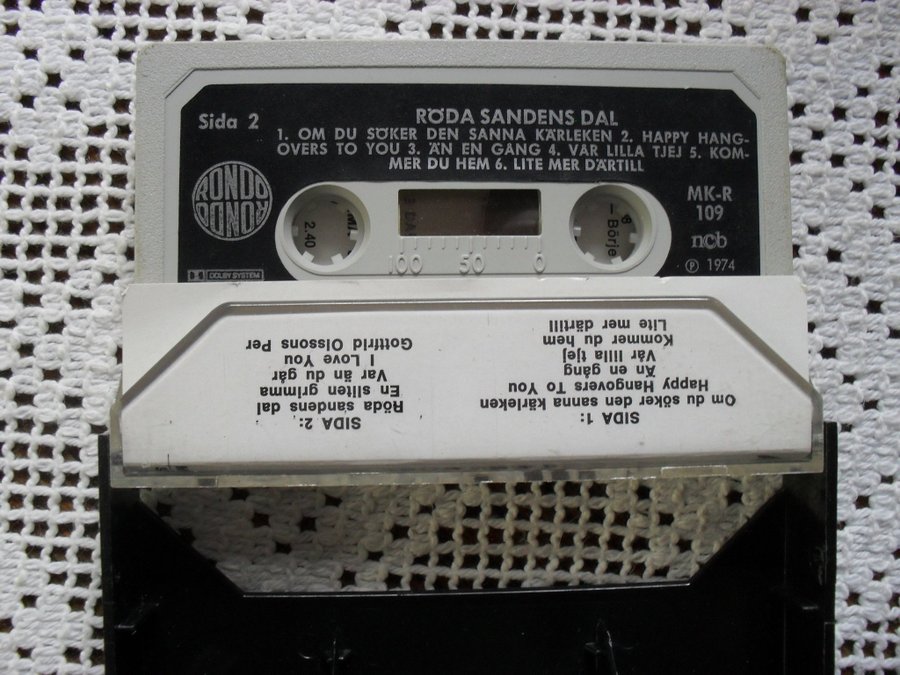 Sida 2
RÖDA SANDENS DAL
1. OM DU SÖKER DEN SANNA KÄRLEKEN 2. HAPPY HANG-
OVERS TO YOU 3. ÄN EN GÅNG 4. VÅR LILLA TJEJ 5. KOM-
MER DU HEM 6. LITE MER DÄRTILL
RONDO
RONDO
MK-R
109
ncb
℗ 1974
DOLBY SYSTEM
100 50 0
2.40
– Börje
SIDA 1:
Om du söker den sanna kärleken
Happy Hangovers To You
Än en gång
Vår lilla tjej
Kommer du hem
Lite mer därtill
SIDA 2:
Röda sandens dal
En sliten grimma
Var än du går
I Love You
Gottfrid Olssons Per